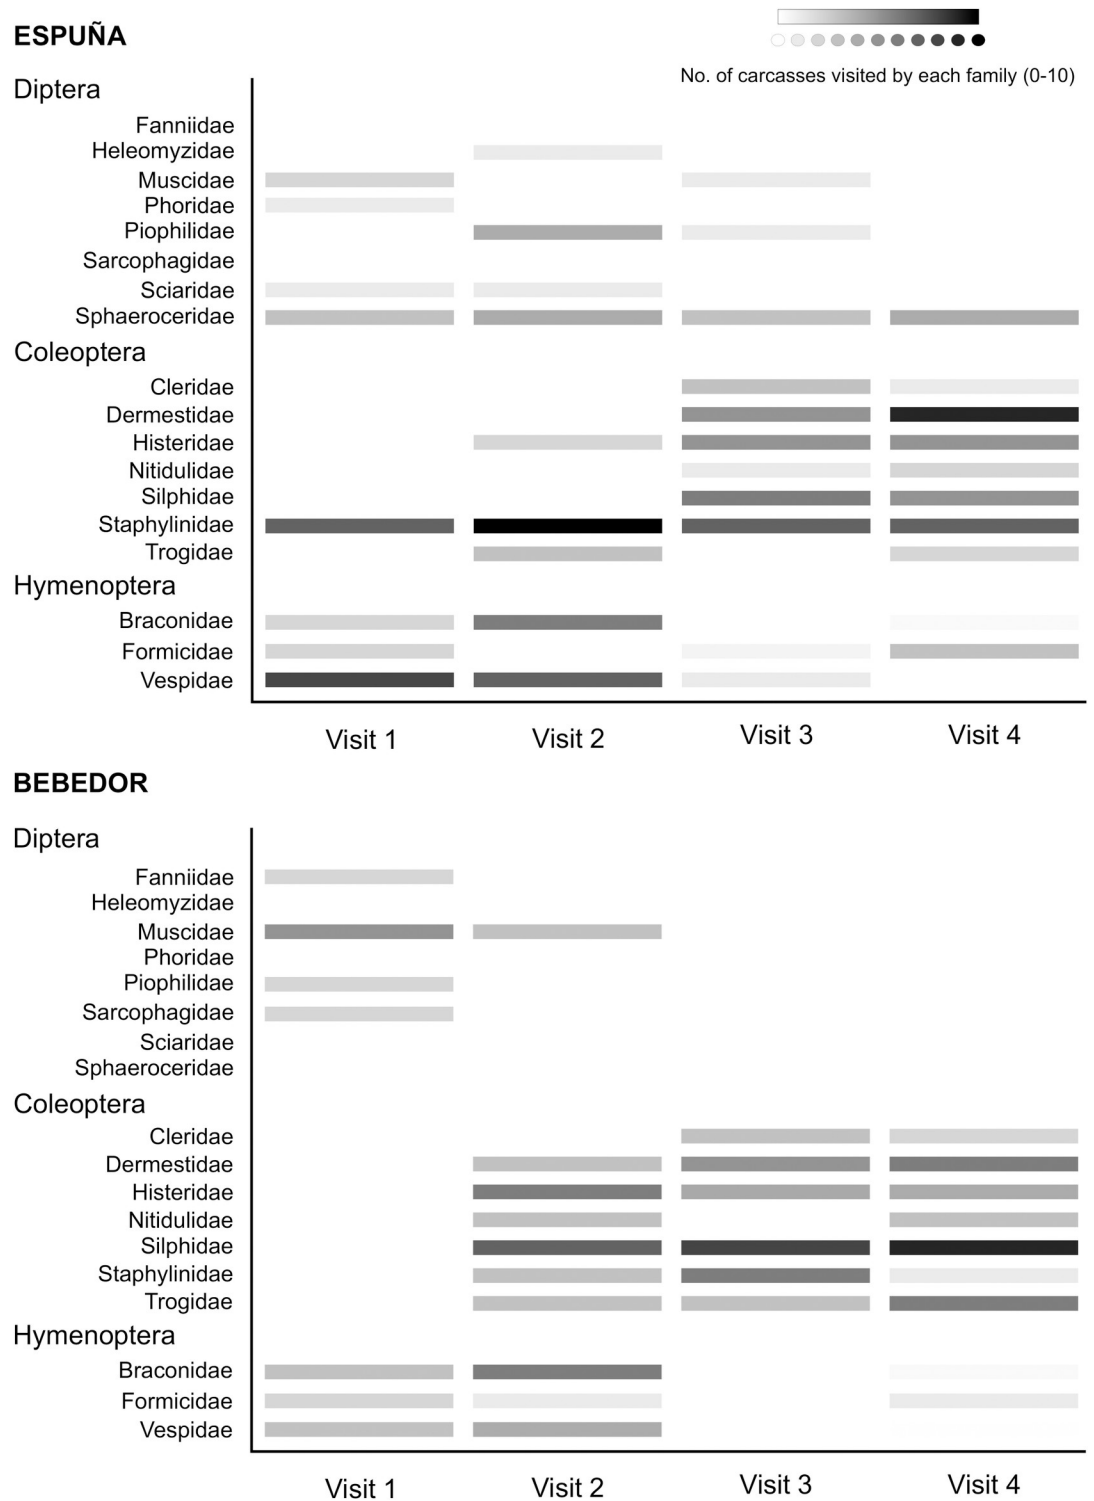 ESPUÑA
No. of carcasses visited by each family (0-10)
Diptera
Fanniidae
Heleomyzidae
Muscidae
Phoridae
Piophilidae
Sarcophagidae
Sciaridae
Sphaeroceridae
Coleoptera
Cleridae
Dermestidae
Histeridae
Nitidulidae
Silphidae
Staphylinidae
Trogidae
Hymenoptera
Braconidae
Formicidae
Vespidae
Visit 1 Visit 2 Visit 3 Visit 4
BEBEDOR
Diptera
Fanniidae
Heleomyzidae
Muscidae
Phoridae
Piophilidae
Sarcophagidae
Sciaridae
Sphaeroceridae
Coleoptera
Cleridae
Dermestidae
Histeridae
Nitidulidae
Silphidae
Staphylinidae
Trogidae
Hymenoptera
Braconidae
Formicidae
Vespidae
Visit 1 Visit 2 Visit 3 Visit 4